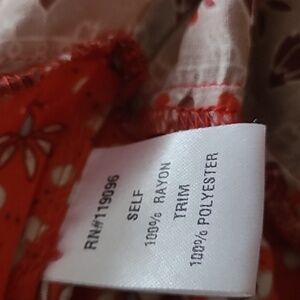 RN#119096
SELF
100% RAYON
TRIM
100% POLYESTER